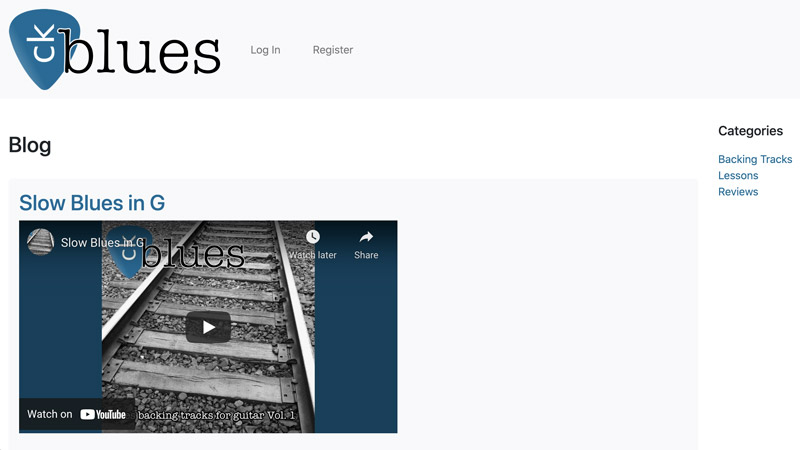 ck
blues
Log In
Register
Blog
Categories
Backing Tracks
Lessons
Reviews
Slow Blues in G
Slow Blues in G
ck
blues
Watch later
Share
Watch on YouTube
backing tracks for guitar Vol. 1